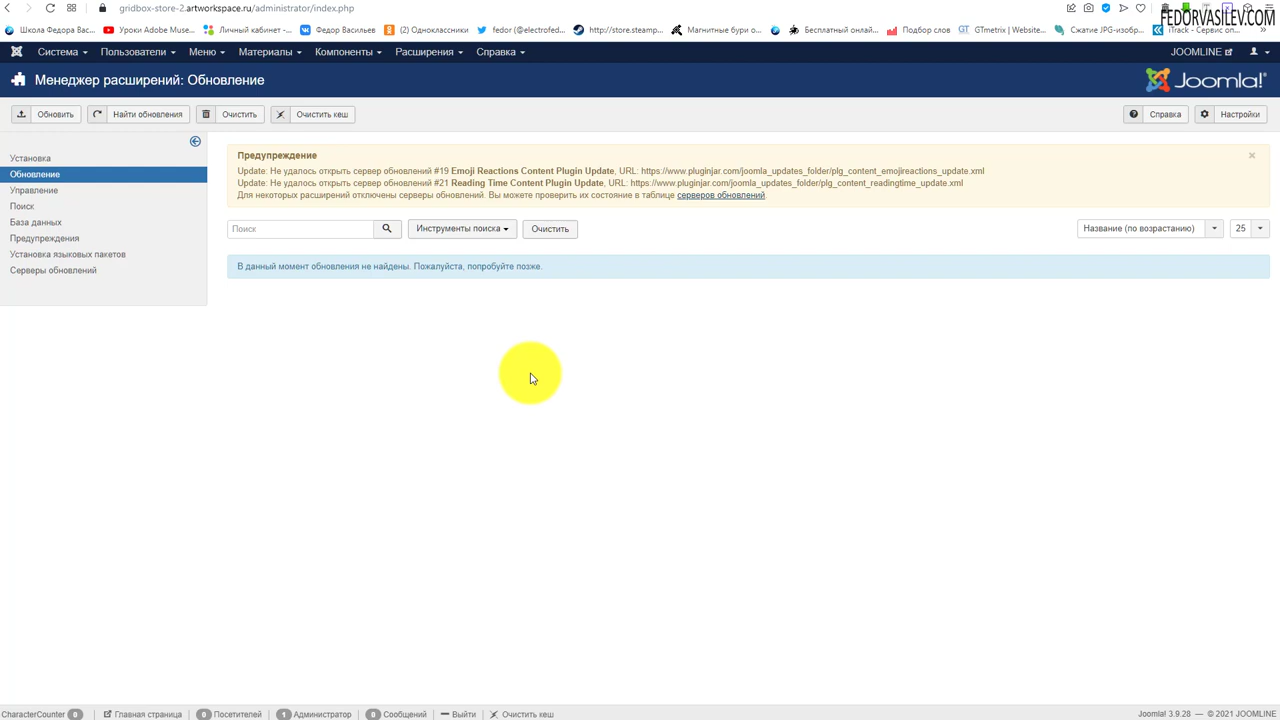 gridbox-store-2.artworkspace.ru/administrator/index.php
FEDORVASILEV.COM
Школа Федора Вас...
Уроки Adobe Muse...
Личный кабинет -...
Федор Васильев
(2) Одноклассники
fedor (@electrofed...
http://store.steamp...
Магнитные бури о...
Бесплатный онлай...
Подбор слов
GTmetrix | Website...
Сжатие JPG-изобр...
iTrack - Сервис оп...
Система
Пользователи
Меню
Материалы
Компоненты
Расширения
Справка
JOOMLINE
Менеджер расширений: Обновление
Joomla!
Обновить
Найти обновления
Очистить
Очистить кеш
Справка
Настройки
Установка
Обновление
Управление
Поиск
База данных
Предупреждения
Установка языковых пакетов
Серверы обновлений
Предупреждение
Update: Не удалось открыть сервер обновлений #19 Emoji Reactions Content Plugin Update, URL: https://www.pluginjar.com/joomla_updates_folder/plg_content_emojireactions_update.xml
Update: Не удалось открыть сервер обновлений #21 Reading Time Content Plugin Update, URL: https://www.pluginjar.com/joomla_updates_folder/plg_content_readingtime_update.xml
Для некоторых расширений отключены серверы обновлений. Вы можете проверить их состояние в таблице серверов обновлений.
Поиск
Инструменты поиска
Очистить
Название (по возрастанию)
25
В данный момент обновления не найдены. Пожалуйста, попробуйте позже.
CharacterCounter 0
Главная страница
0 Посетителей
1 Администратор
0 Сообщений
Выйти
Очистить кеш
Joomla! 3.9.28 — © 2021 JOOMLINE